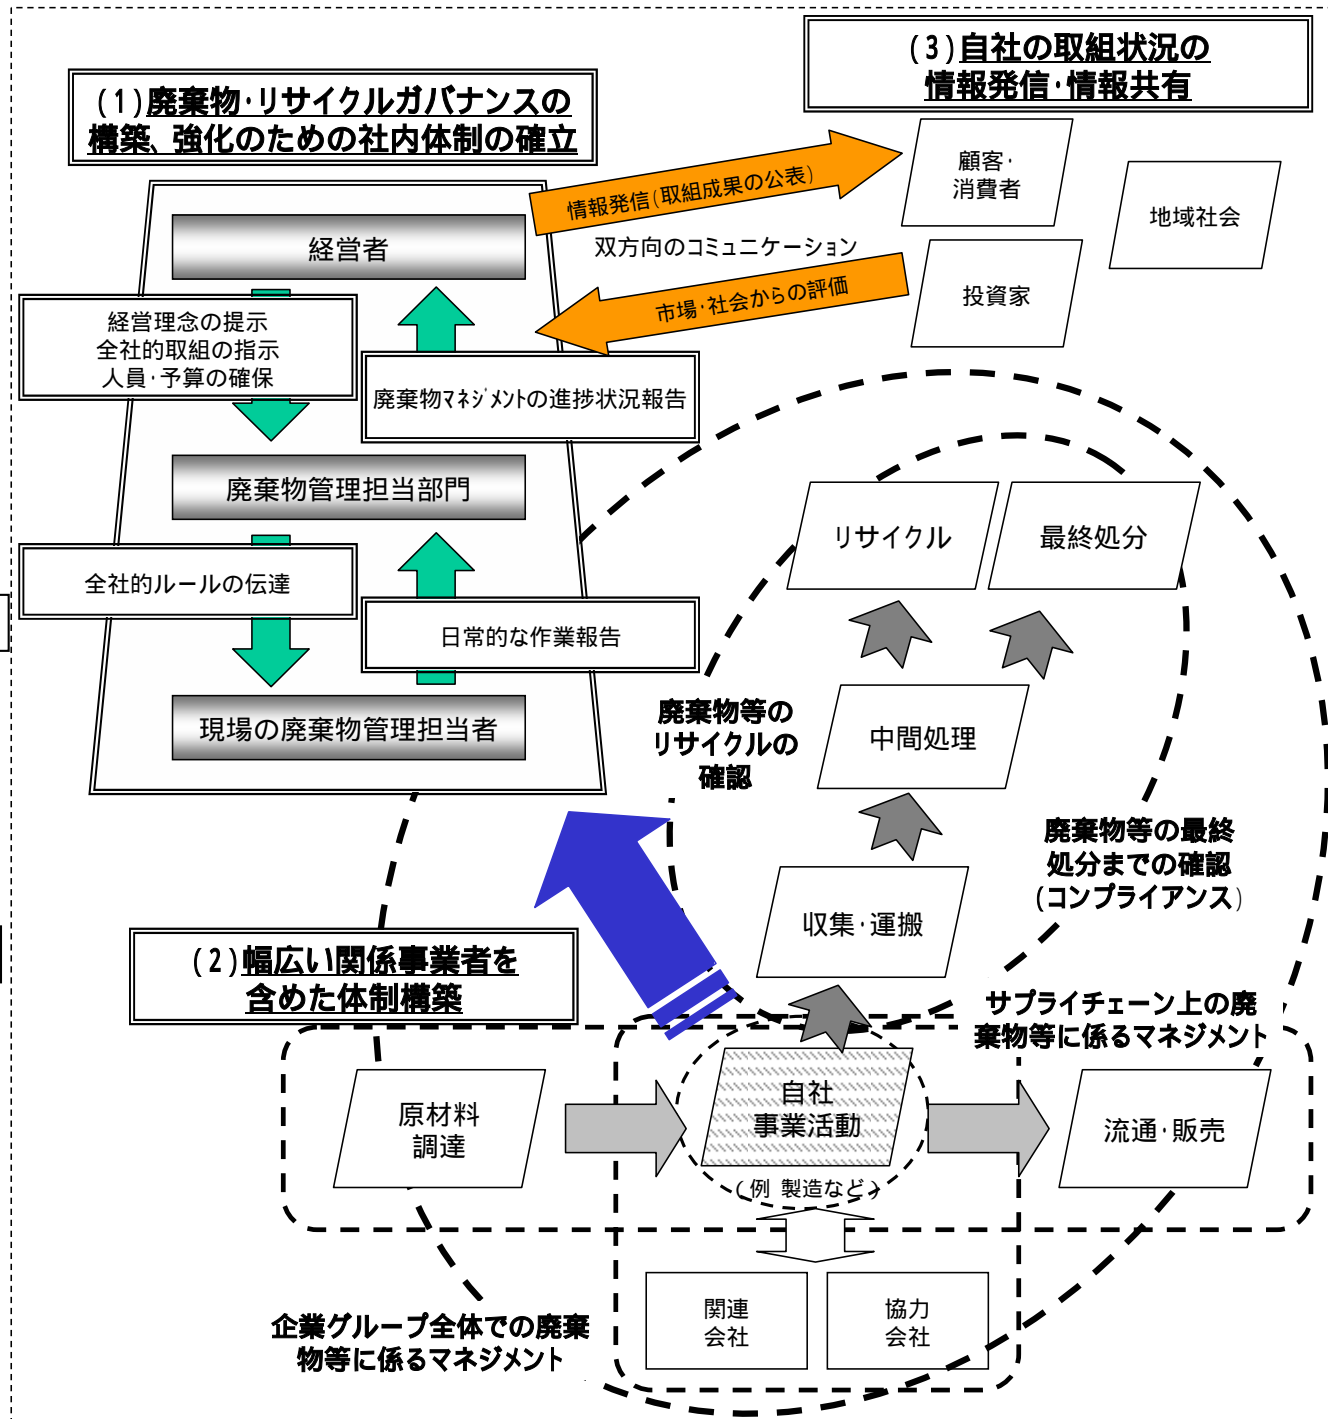 (3)自社の取組状況の
情報発信・情報共有
(1)廃棄物・リサイクルガバナンスの
構築、強化のための社内体制の確立
顧客・
消費者
地域社会
投資家
情報発信(取組成果の公表)
双方向のコミュニケーション
市場・社会からの評価
経営者
経営理念の提示
全社的取組の指示
人員・予算の確保
廃棄物マネジメントの進捗状況報告
廃棄物管理担当部門
全社的ルールの伝達
日常的な作業報告
現場の廃棄物管理担当者
リサイクル
最終処分
中間処理
廃棄物等の
リサイクルの
確認
廃棄物等の最終
処分までの確認
(コンプライアンス)
収集・運搬
(2)幅広い関係事業者を
含めた体制構築
サプライチェーン上の廃
棄物等に係るマネジメント
原材料
調達
自社
事業活動
(例 製造など)
流通・販売
関連
会社
協力
会社
企業グループ全体での廃棄
物等に係るマネジメント